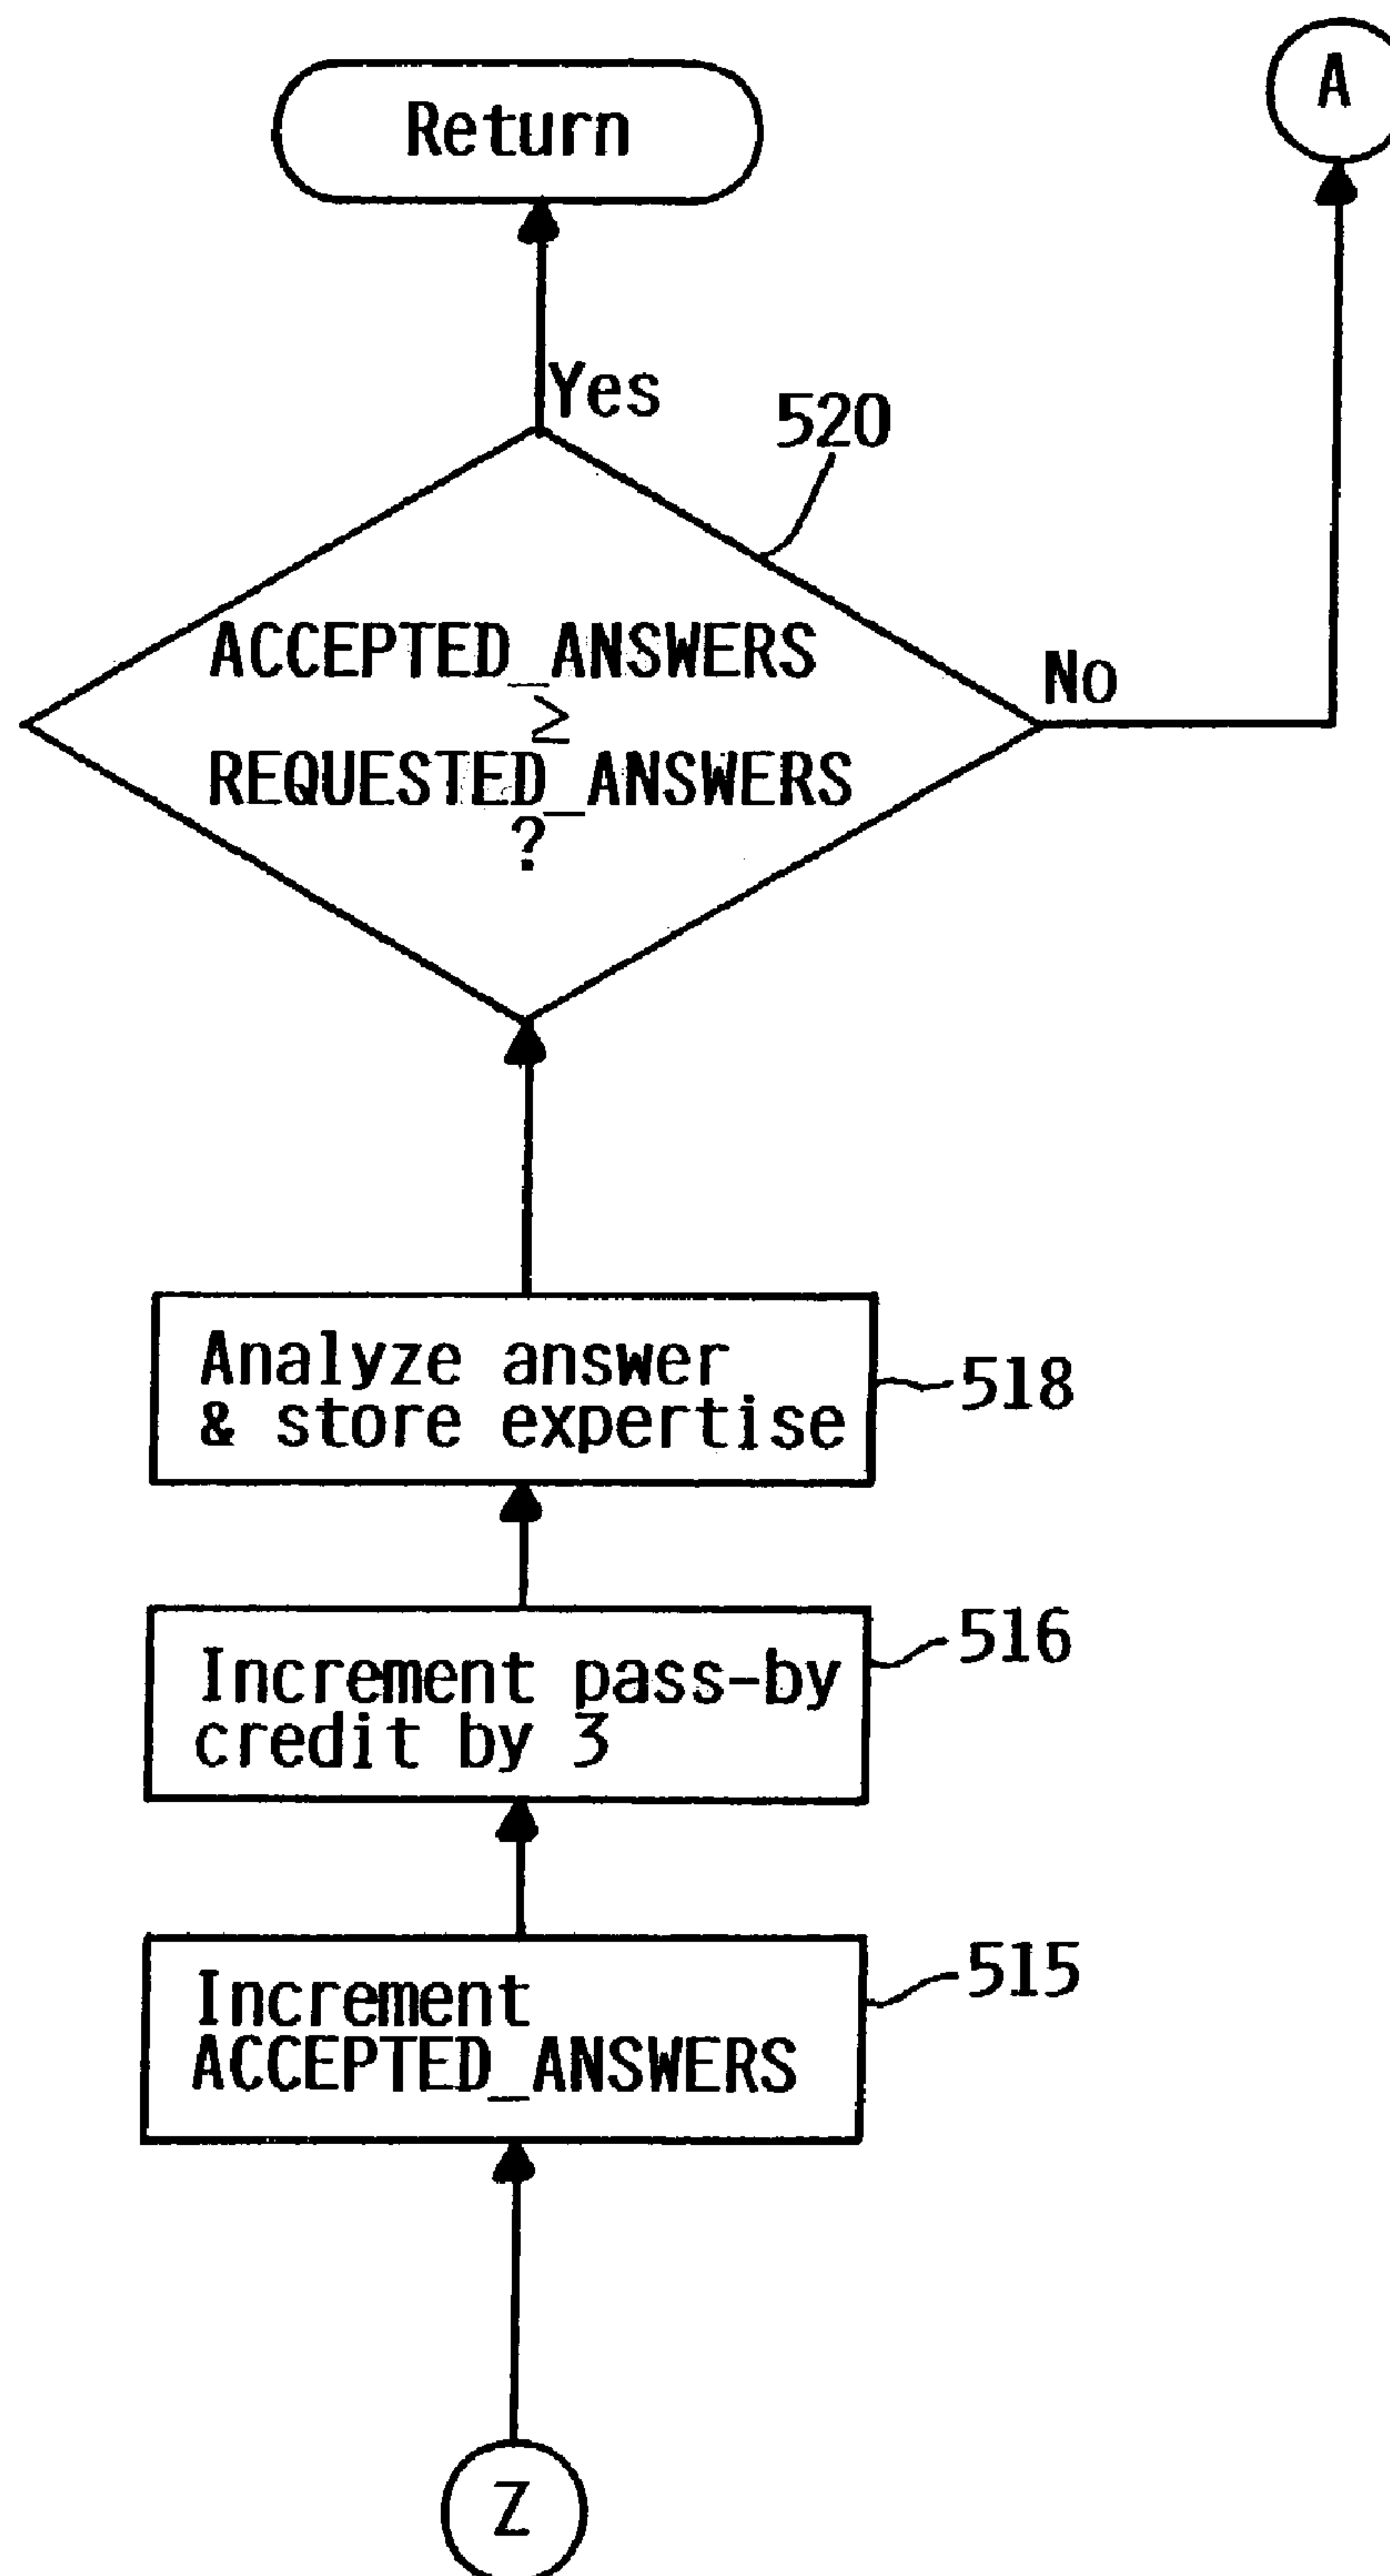 A
Return
Yes
520
ACCEPTED_ANSWERS
≥
REQUESTED_ANSWERS
?
No
Analyze answer
& store expertise
518
Increment pass-by
credit by 3
516
Increment
ACCEPTED_ANSWERS
515
Z